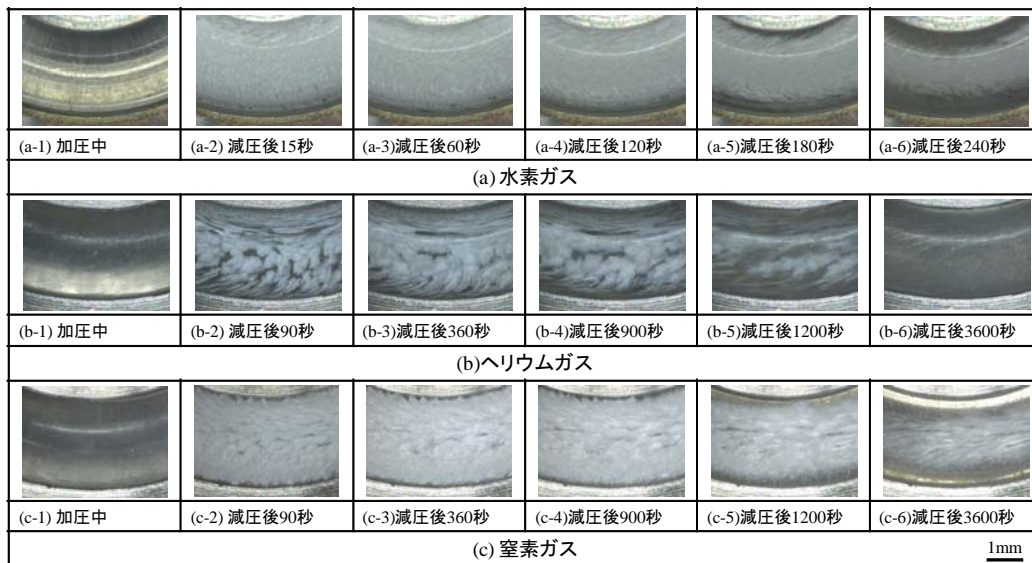 (a-1) 加圧中 (a-2) 減圧後15秒 (a-3)減圧後60秒 (a-4)減圧後120秒 (a-5)減圧後180秒 (a-6)減圧後240秒
(a) 水素ガス
(b-1) 加圧中 (b-2) 減圧後90秒 (b-3)減圧後360秒 (b-4)減圧後900秒 (b-5)減圧後1200秒 (b-6)減圧後3600秒
(b)ヘリウムガス
(c-1) 加圧中 (c-2) 減圧後90秒 (c-3)減圧後360秒 (c-4)減圧後900秒 (c-5)減圧後1200秒 (c-6)減圧後3600秒
(c) 窒素ガス 1mm